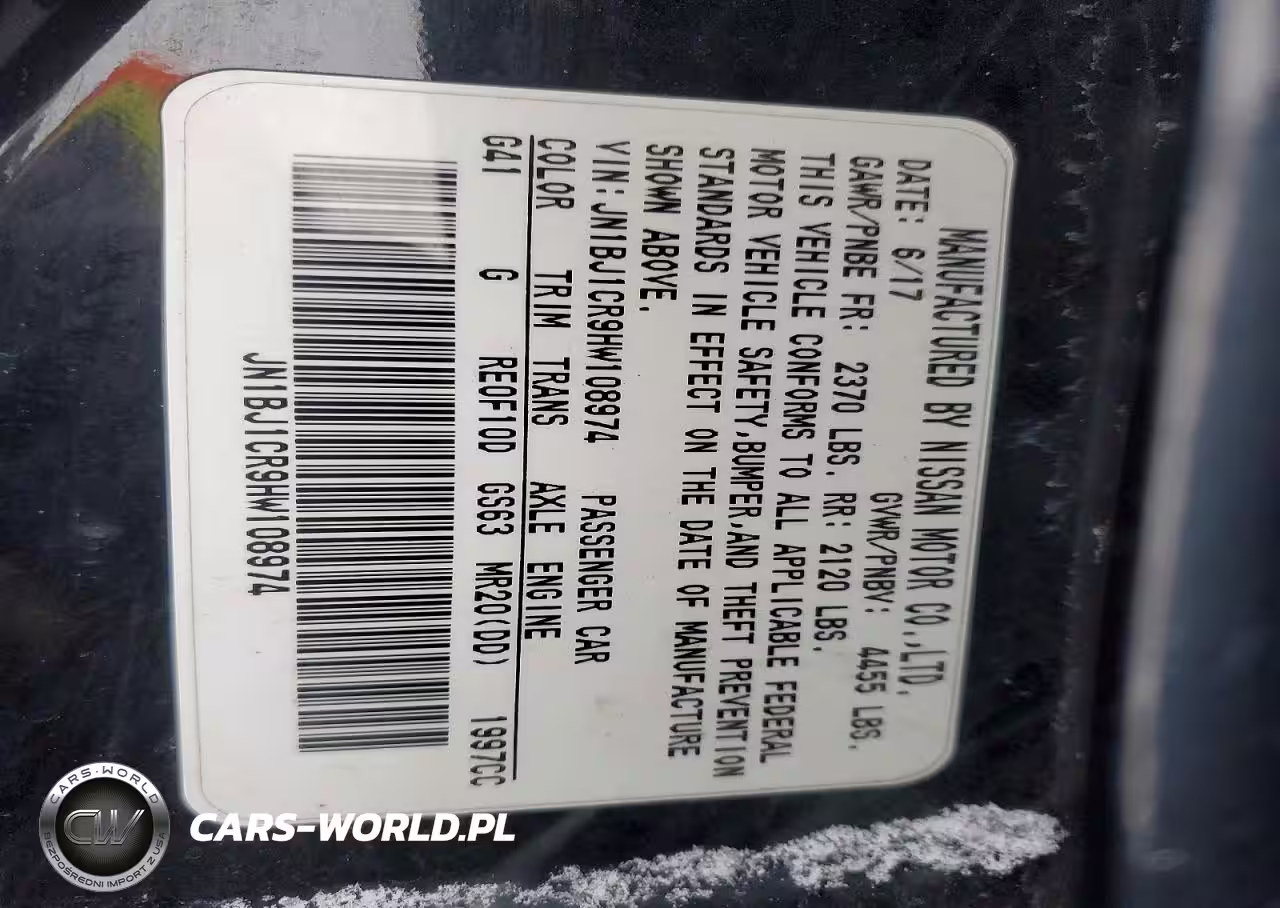 MANUFACTURED BY NISSAN MOTOR CO.,LTD.
DATE: 6/17 GVWR/PNBV: 4455 LBS.
GAWR/PNBE FR: 2370 LBS. RR: 2120 LBS.
THIS VEHICLE CONFORMS TO ALL APPLICABLE FEDERAL
MOTOR VEHICLE SAFETY,BUMPER,AND THEFT PREVENTION
STANDARDS IN EFFECT ON THE DATE OF MANUFACTURE
SHOWN ABOVE.
VIN:JN1BJ1CR9HW108974 PASSENGER CAR
COLOR TRIM TRANS AXLE ENGINE
G41 G RE0F10D GS63 MR20(DD) 1997CC
JN1BJ1CR9HW108974
CARS-WORLD
CW
BEZPOŚREDNI IMPORT Z USA
CARS-WORLD.PL